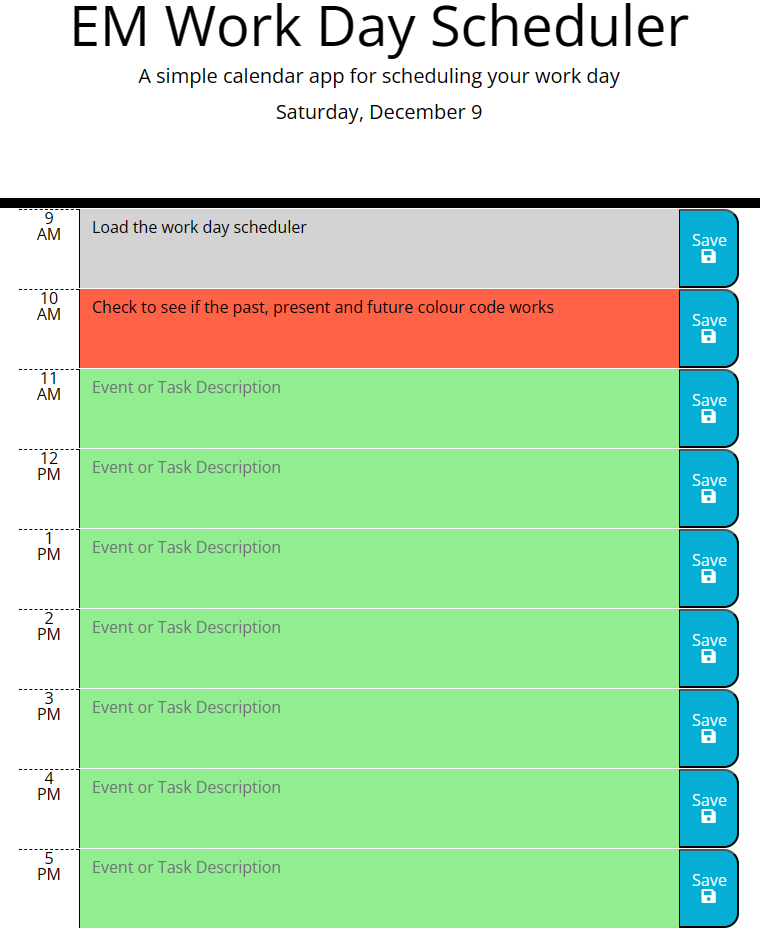 EM Work Day Scheduler
A simple calendar app for scheduling your work day
Saturday, December 9
9
AM
Load the work day scheduler
Save
10
AM
Check to see if the past, present and future colour code works
Save
11
AM
Event or Task Description
Save
12
PM
Event or Task Description
Save
1
PM
Event or Task Description
Save
2
PM
Event or Task Description
Save
3
PM
Event or Task Description
Save
4
PM
Event or Task Description
Save
5
PM
Event or Task Description
Save